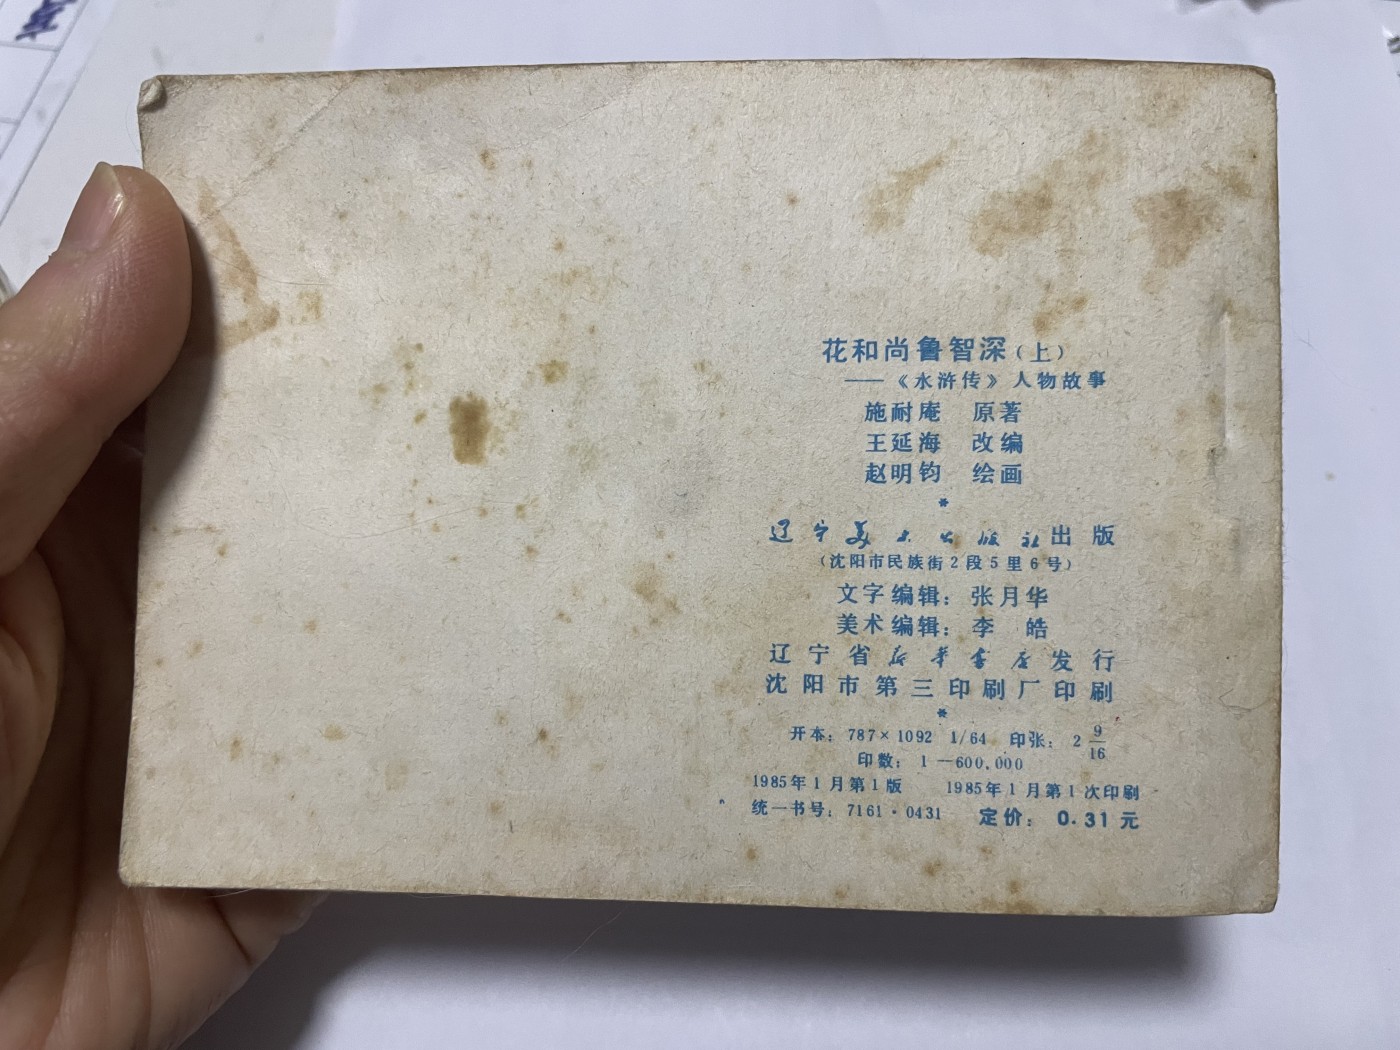 花和尚鲁智深（上）
——《水浒传》人物故事
施耐庵 原著
王延海 改编
赵明钧 绘画
*
辽宁美术出版社出版
（沈阳市民族街2段5里6号）
文字编辑：张月华
美术编辑：李 皓
辽宁省新华书店发行
沈阳市第三印刷厂印刷
*
开本：787×1092 1/64 印张：2 9/16
印数：1—600,000
1985年1月第1版 1985年1月第1次印刷
统一书号：7161·0431 定价：0.31元